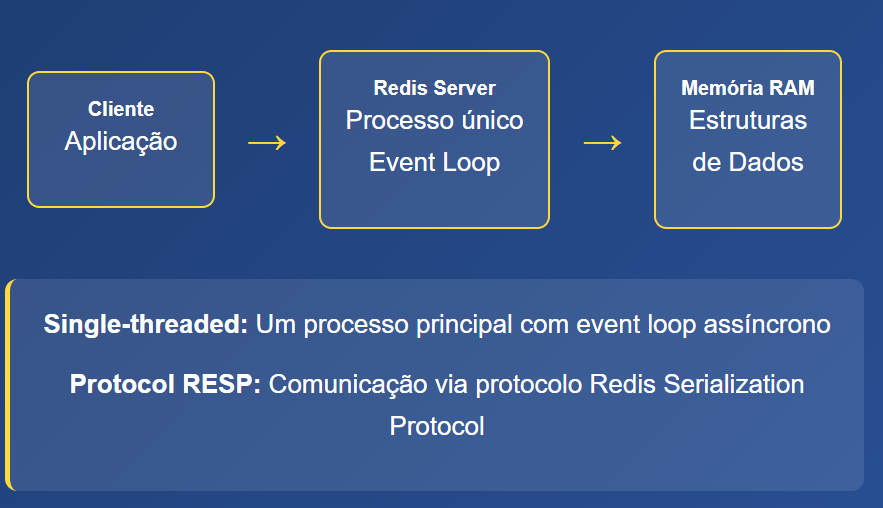 Cliente
Aplicação
→
Redis Server
Processo único
Event Loop
→
Memória RAM
Estruturas
de Dados
Single-threaded: Um processo principal com event loop assíncrono
Protocol RESP: Comunicação via protocolo Redis Serialization
Protocol